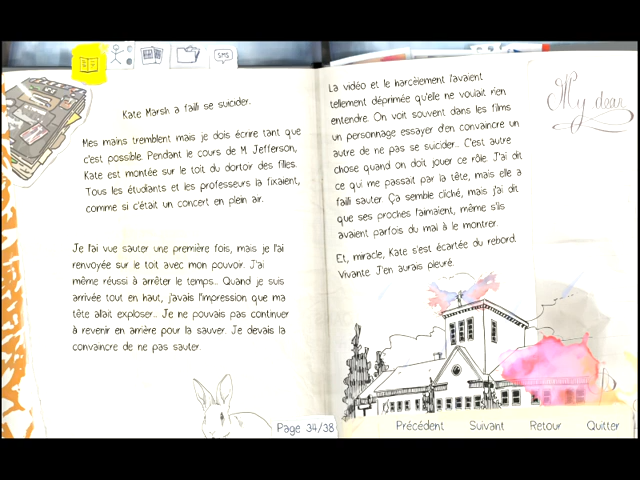 SMS
Kate Marsh a failli se suicider.
Mes mains tremblent mais je dois écrire tant que
c'est possible. Pendant le cours de M. Jefferson,
Kate est montée sur le toit du dortoir des filles.
Tous les étudiants et les professeurs la fixaient,
comme si c'était un concert en plein air.
Je l'ai vue sauter une première fois, mais je l'ai
renvoyée sur le toit avec mon pouvoir. J'ai
même réussi à arrêter le temps... Quand je suis
arrivée tout en haut, j'avais l'impression que ma
tête allait exploser... Je ne pouvais pas continuer
à revenir en arrière pour la sauver. Je devais la
convaincre de ne pas sauter.
Page 34/38
La vidéo et le harcèlement l'avaient
tellement déprimée qu'elle ne voulait rien
entendre. On voit souvent dans les films
un personnage essayer d'en convaincre un
autre de ne pas se suicider... C'est autre
chose quand on doit jouer ce rôle. J'ai dit
ce qui me passait par la tête, mais elle a
failli sauter. Ça semble cliché, mais j'ai dit
que ses proches l'aimaient, même s'ils
avaient parfois du mal à le montrer.
Et, miracle, Kate s'est écartée du rebord.
Vivante. J'en aurais pleuré.
My dear
Précédent Suivant Retour Quitter